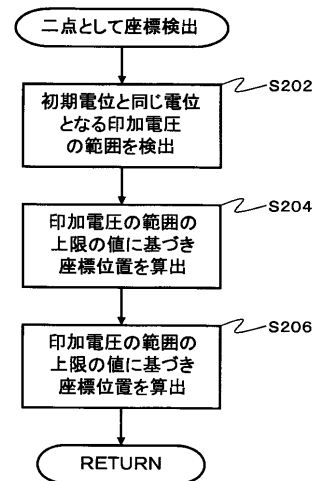 二点として座標検出
S202
初期電位と同じ電位
となる印加電圧
の範囲を検出
S204
印加電圧の範囲の
上限の値に基づき
座標位置を算出
S206
印加電圧の範囲の
上限の値に基づき
座標位置を算出
RETURN